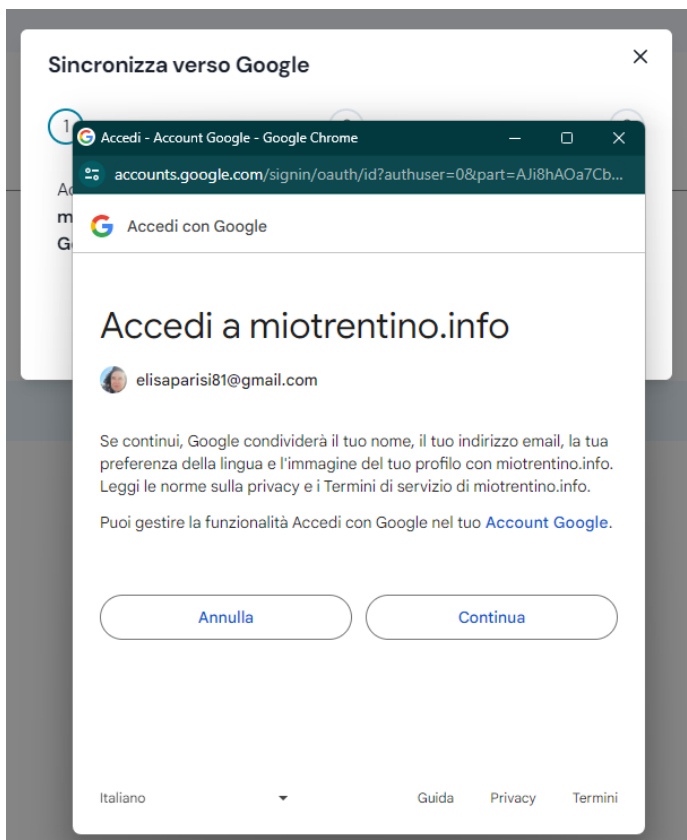 Sincronizza verso Google
1
Accedi - Account Google - Google Chrome
accounts.google.com/signin/oauth/id?authuser=0&part=AJi8hAOa7Cb...
Ac
m
G
Accedi con Google
Accedi a miotrentino.info
elisaparisi81@gmail.com
Se continui, Google condividerà il tuo nome, il tuo indirizzo email, la tua
preferenza della lingua e l'immagine del tuo profilo con miotrentino.info.
Leggi le norme sulla privacy e i Termini di servizio di miotrentino.info.
Puoi gestire la funzionalità Accedi con Google nel tuo Account Google.
Annulla Continua
Italiano Guida Privacy Termini